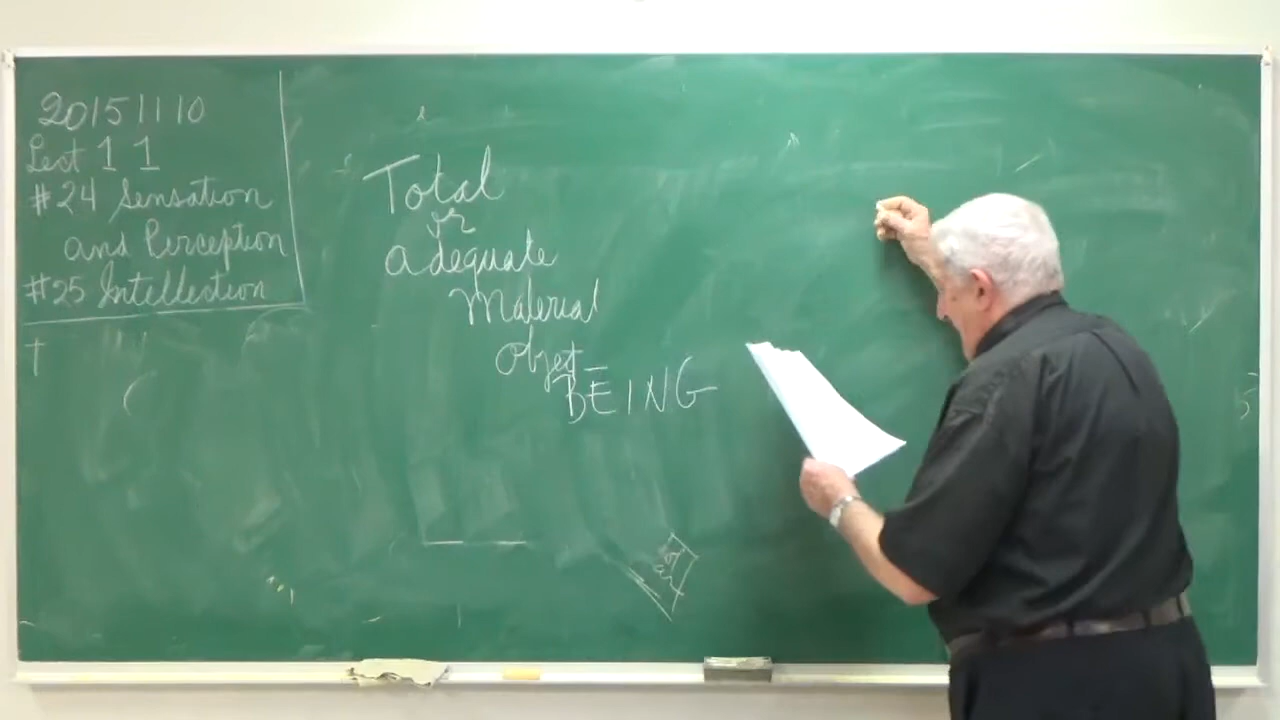 20151110
Lect 11
#24 Sensation
and Perception
#25 Intellection
Total
or
adequate
Material
Object
BEING